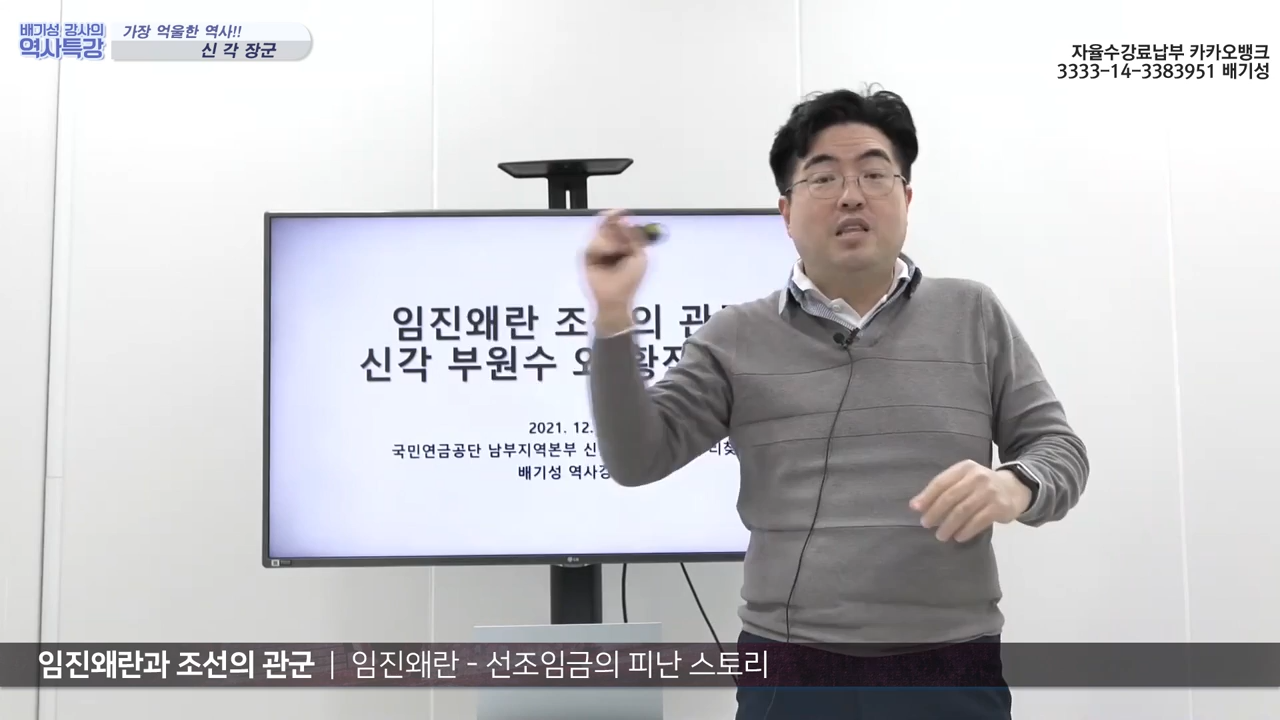 배기성 강사의
역사특강
가장 억울한 역사!!
신 각 장군
자율수강료납부 카카오뱅크
3333-14-3383951 배기성
임진왜란 의 관
신각 부원수
2021. 12.
국민연금공단 남부지역본부
배기성
LG
임진왜란과 조선의 관군 | 임진왜란 - 선조임금의 피난 스토리